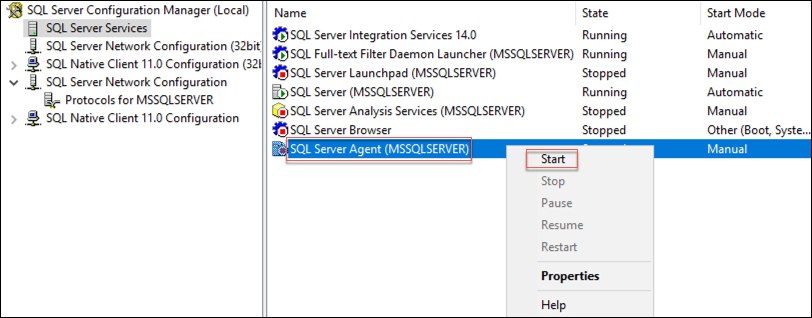 SQL Server Configuration Manager (Local)
SQL Server Services
SQL Server Network Configuration (32bit)
SQL Native Client 11.0 Configuration (32
SQL Server Network Configuration
Protocols for MSSQLSERVER
SQL Native Client 11.0 Configuration
Name State Start Mode
SQL Server Integration Services 14.0 Running Automatic
SQL Full-text Filter Daemon Launcher (MSSQLSERVER) Running Manual
SQL Server Launchpad (MSSQLSERVER) Stopped Manual
SQL Server (MSSQLSERVER) Running Automatic
SQL Server Analysis Services (MSSQLSERVER) Stopped Manual
SQL Server Browser Stopped Other (Boot, Syste...
SQL Server Agent (MSSQLSERVER) Manual
Start
Stop
Pause
Resume
Restart
Properties
Help